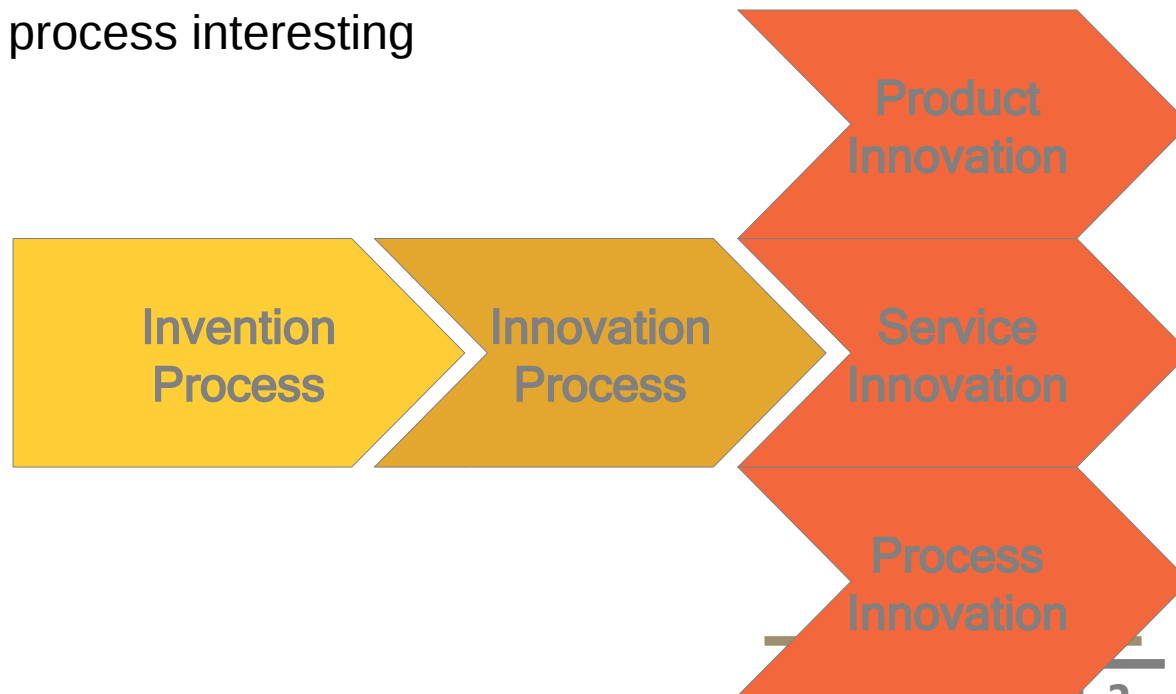 process interesting
Product
Innovation
Invention
Process
Innovation
Process
Service
Innovation
Process
Innovation